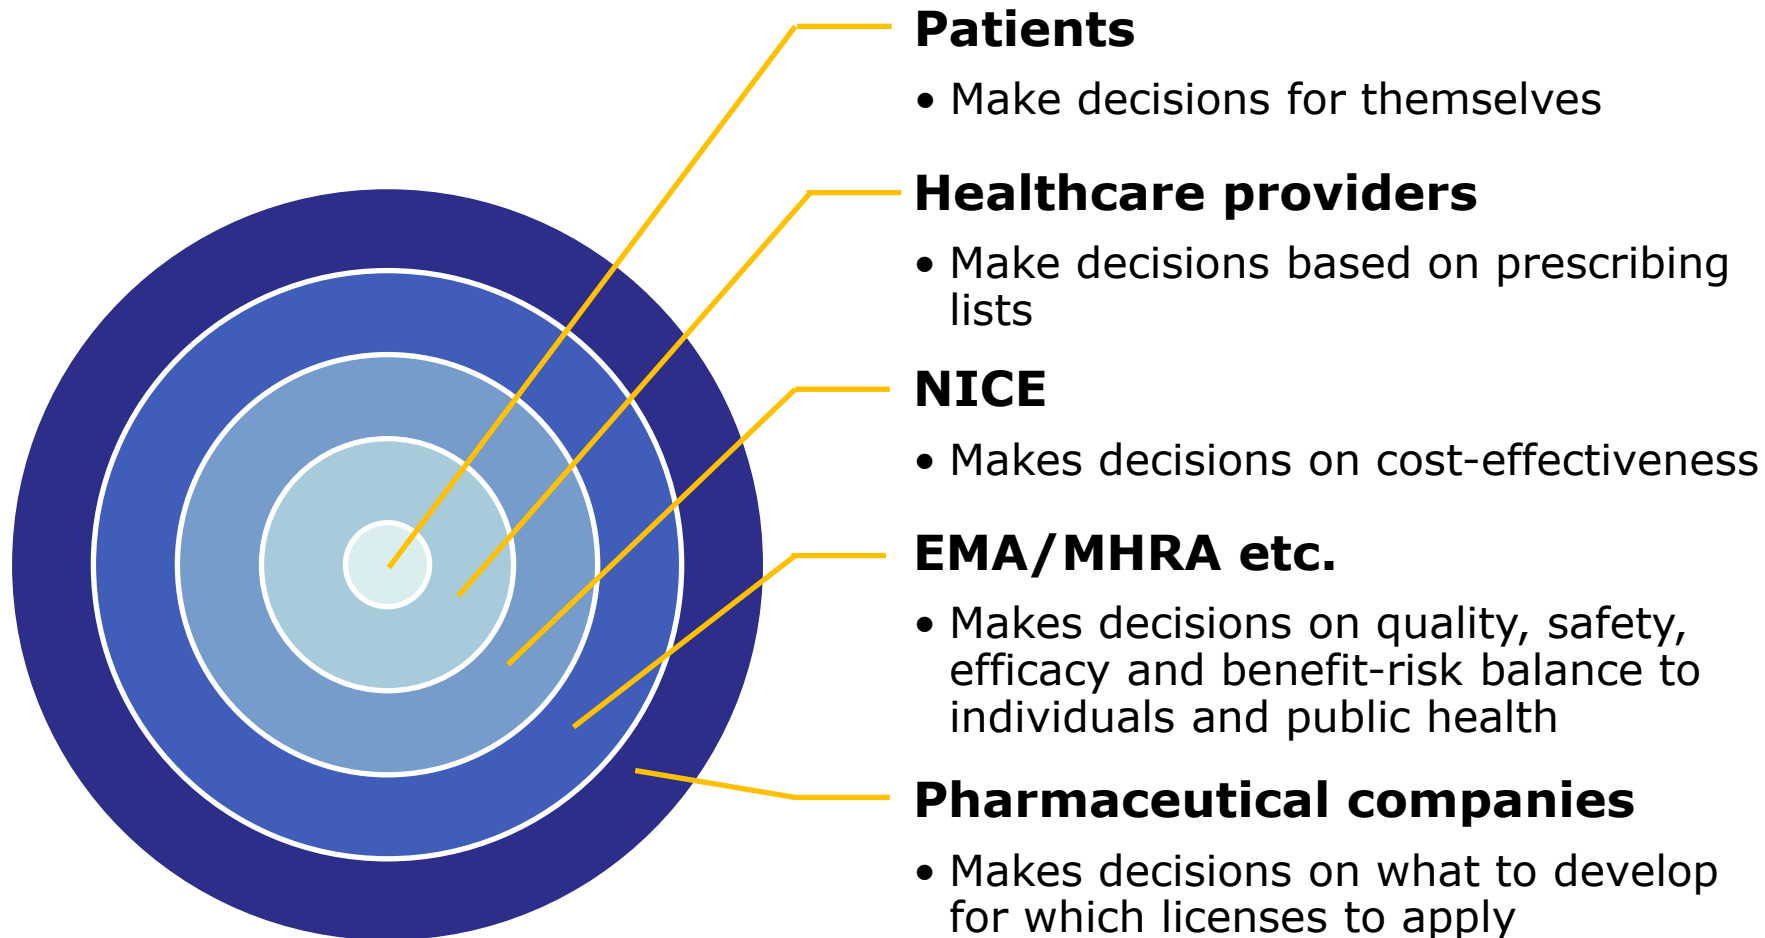 Patients
• Make decisions for themselves
Healthcare providers
• Make decisions based on prescribing
lists
NICE
• Makes decisions on cost-effectiveness
EMA/MHRA etc.
• Makes decisions on quality, safety,
efficacy and benefit-risk balance to
individuals and public health
Pharmaceutical companies
• Makes decisions on what to develop
for which licenses to apply